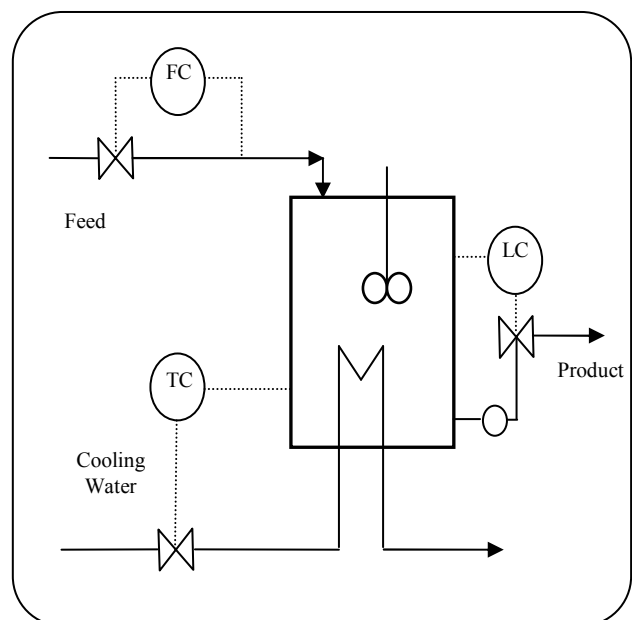 FC
Feed
LC
Product
TC
Cooling
Water